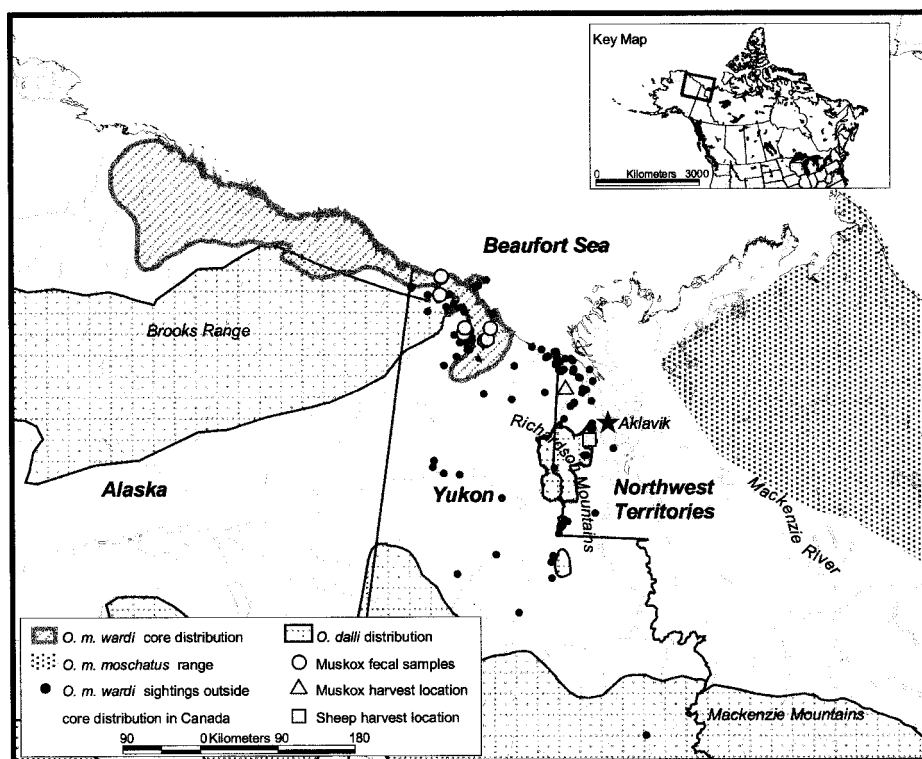 Key Map
0 Kilometers 3000
Beaufort Sea
Brooks Range
Aklavik
Richardson Mountains
Alaska
Yukon
Northwest
Territories
Mackenzie River
O. m. wardi core distribution
O. m. moschatus range
O. m. wardi sightings outside
core distribution in Canada
O. dalli distribution
Muskox fecal samples
Muskox harvest location
Sheep harvest location
90 0 Kilometers 90 180
Mackenzie Mountains